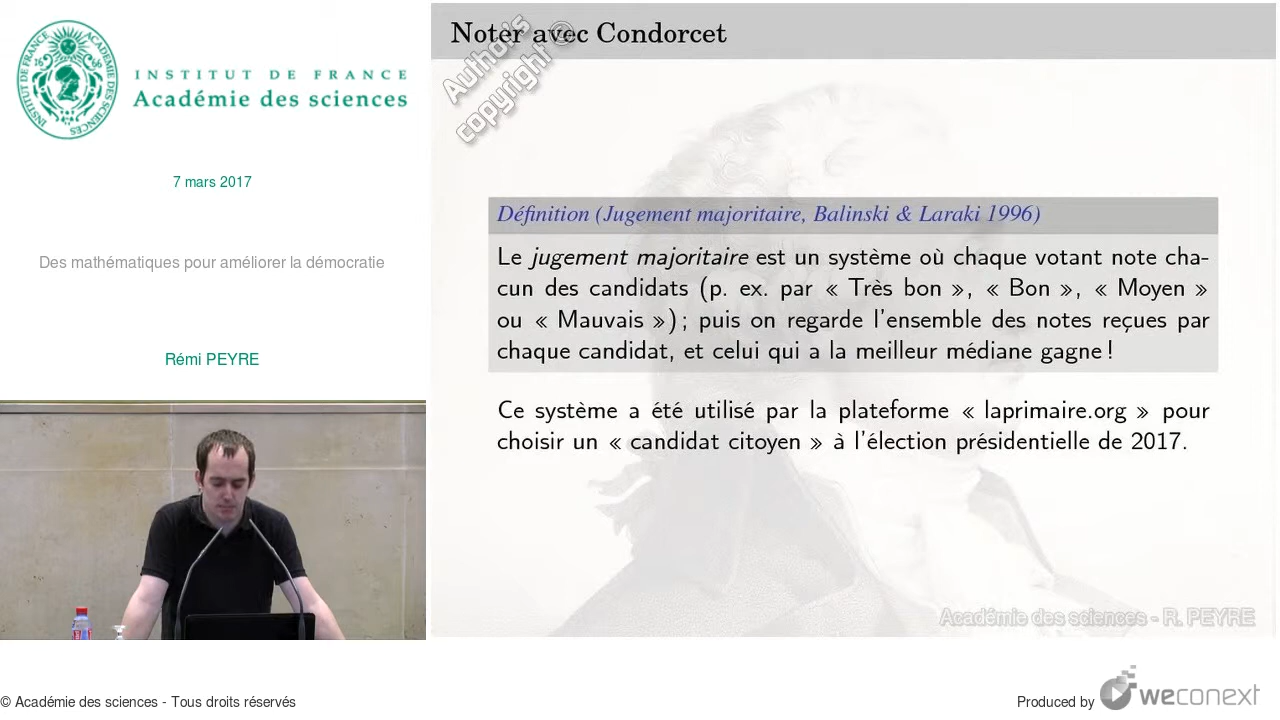 INSTITUT DE FRANCE
Académie des sciences
7 mars 2017
Des mathématiques pour améliorer la démocratie
Rémi PEYRE
Noter avec Condorcet
Author's
copyright ©
Définition (Jugement majoritaire, Balinski & Laraki 1996)
Le jugement majoritaire est un système où chaque votant note cha-
cun des candidats (p. ex. par « Très bon », « Bon », « Moyen »
ou « Mauvais ») ; puis on regarde l'ensemble des notes reçues par
chaque candidat, et celui qui a la meilleur médiane gagne !
Ce système a été utilisé par la plateforme « laprimaire.org » pour
choisir un « candidat citoyen » à l'élection présidentielle de 2017.
Académie des sciences - R. PEYRE
© Académie des sciences - Tous droits réservés
Produced by weconext